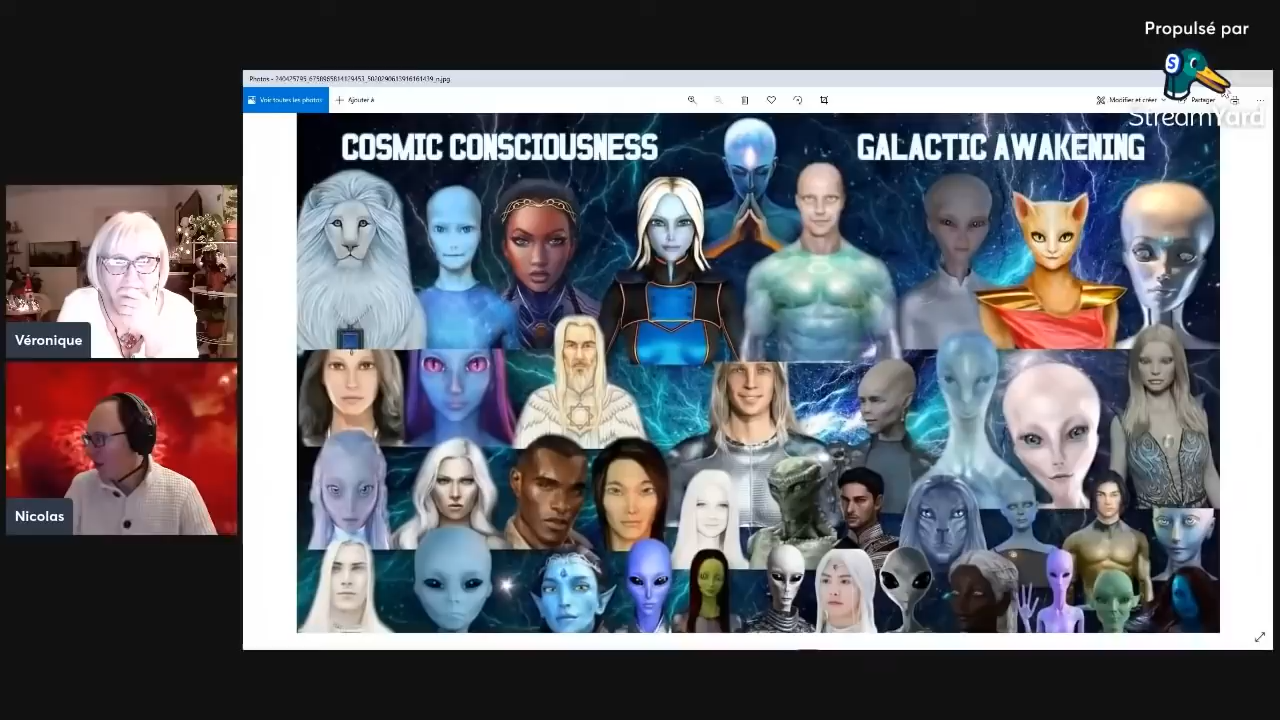 Propulsé par
S
StreamYard
Voir toutes les photos
Ajouter à
Modifier et créer
Partager
COSMIC CONSCIOUSNESS
GALACTIC AWAKENING
Véronique
Nicolas